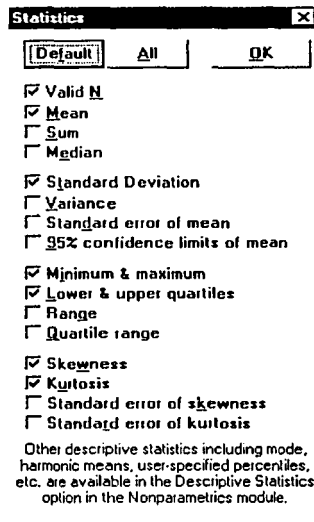 Statistics
Default All OK
Valid N
Mean
Sum
Median
Standard Deviation
Variance
Standard error of mean
95% confidence limits of mean
Minimum & maximum
Lower & upper quartiles
Range
Quartile range
Skewness
Kurtosis
Standard error of skewness
Standard error of kurtosis
Other descriptive statistics including mode,
harmonic means, user-specified percentiles,
etc. are available in the Descriptive Statistics
option in the Nonparametrics module.